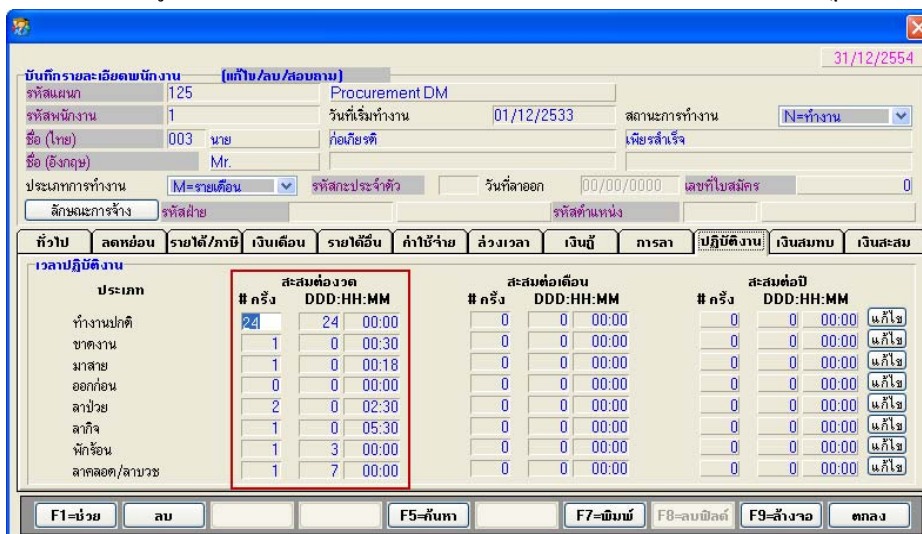 31/12/2554
บันทึกรายละเอียดพนักงาน (แก้ไข/ลบ/สอบถาม)
รหัสแผนก 125 Procurement DM
รหัสพนักงาน 1 วันที่เริ่มทำงาน 01/12/2533 สถานะการทำงาน N=ทำงาน
ชื่อ (ไทย) 003 นาย ก่อเกียรติ เพียรสำเร็จ
ชื่อ (อังกฤษ) Mr.
ประเภทการทำงาน M=รายเดือน รหัสกะประจำตัว วันที่ลาออก 00/00/0000 เลขที่ใบสมัคร 0
ลักษณะการจ้าง รหัสฝ่าย รหัสตำแหน่ง
ทั่วไป ลดหย่อน รายได้/ภาษี เงินเดือน รายได้อื่น ค่าใช้จ่าย ล่วงเวลา เงินกู้ การลา ปฏิบัติงาน เงินสมทบ เงินสะสม
เวลาปฏิบัติงาน
ประเภท สะสมต่องวด สะสมต่อเดือน สะสมต่อปี
# ครั้ง DDD:HH:MM # ครั้ง DDD:HH:MM # ครั้ง DDD:HH:MM
ทำงานปกติ 24 24 00:00 0 0 00:00 0 0 00:00 แก้ไข
ขาดงาน 1 0 00:30 0 0 00:00 0 0 00:00 แก้ไข
มาสาย 1 0 00:18 0 0 00:00 0 0 00:00 แก้ไข
ออกก่อน 0 0 00:00 0 0 00:00 0 0 00:00 แก้ไข
ลาป่วย 2 0 02:30 0 0 00:00 0 0 00:00 แก้ไข
ลากิจ 1 0 05:30 0 0 00:00 0 0 00:00 แก้ไข
พักร้อน 1 3 00:00 0 0 00:00 0 0 00:00 แก้ไข
ลาคลอด/ลาบวช 1 7 00:00 0 0 00:00 0 0 00:00 แก้ไข
F1=ช่วย ลบ F5=ค้นหา F7=พิมพ์ F8=ลบฟิลด์ F9=ล้างจอ ตกลง